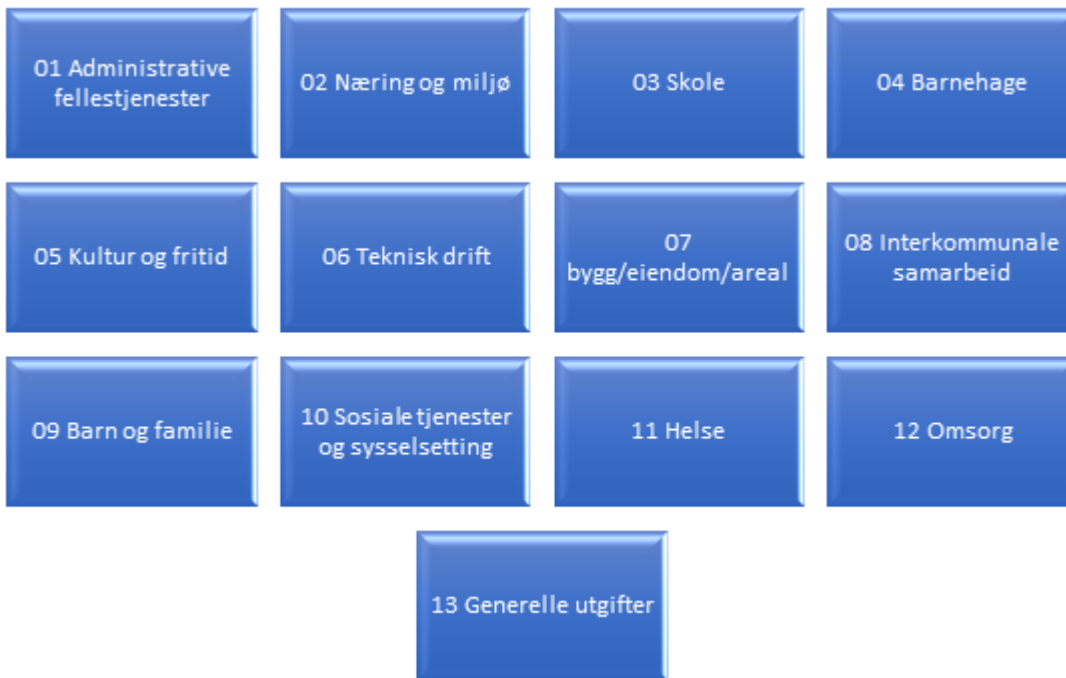 01 Administrative
fellestjenester
02 Næring og miljø
03 Skole
04 Barnehage
05 Kultur og fritid
06 Teknisk drift
07
bygg/eiendom/areal
08 Interkommunale
samarbeid
09 Barn og familie
10 Sosiale tjenester
og sysselsetting
11 Helse
12 Omsorg
13 Generelle utgifter